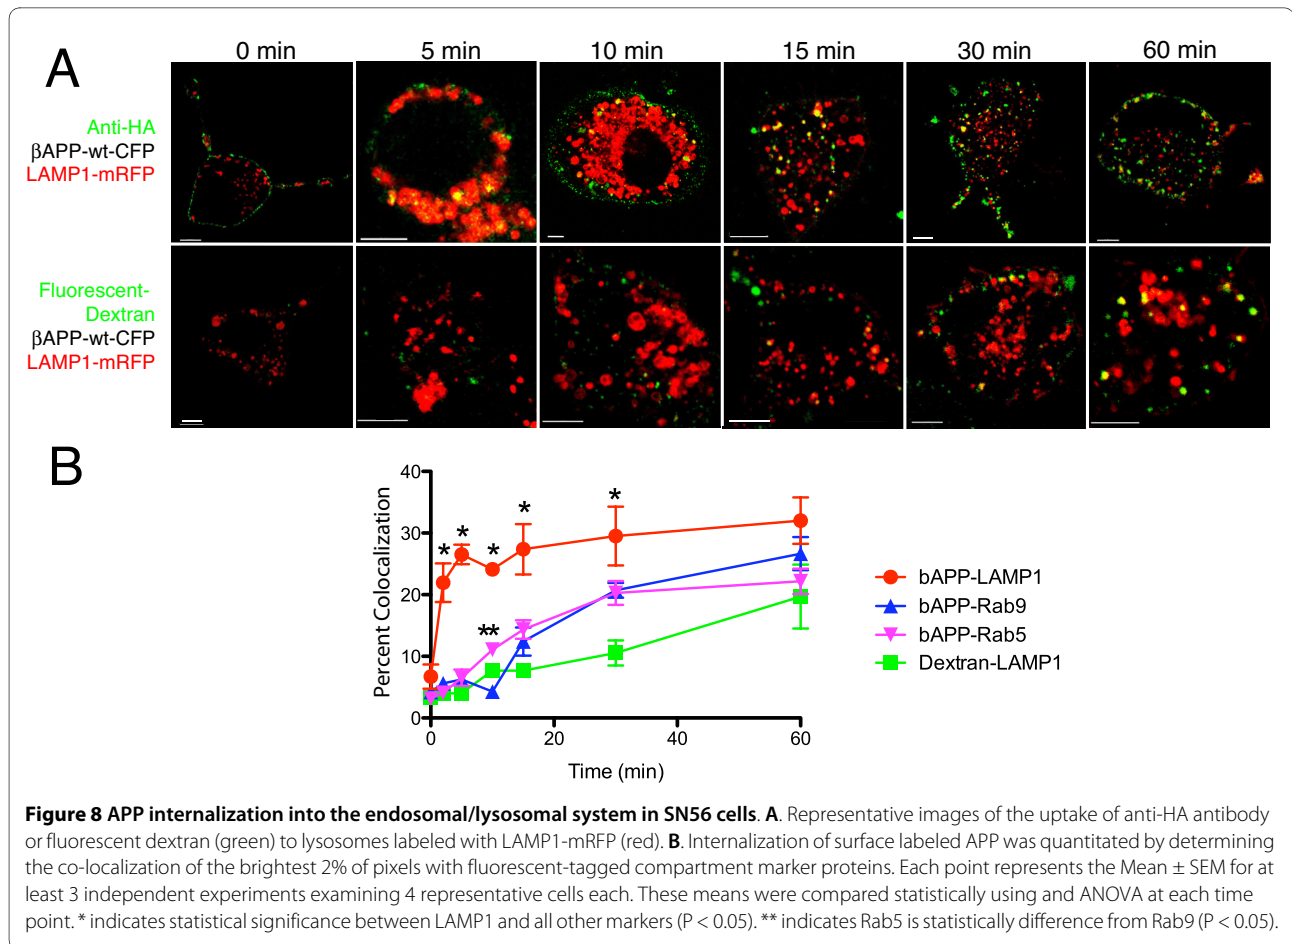 A
0 min 5 min 10 min 15 min 30 min 60 min
Anti-HA
βAPP-wt-CFP
LAMP1-mRFP
Fluorescent-
Dextran
βAPP-wt-CFP
LAMP1-mRFP
B
Percent Colocalization
40
30
20
10
0
* * * * *
**
0 20 40 60
Time (min)
bAPP-LAMP1
bAPP-Rab9
bAPP-Rab5
Dextran-LAMP1
Figure 8 APP internalization into the endosomal/lysosomal system in SN56 cells. A. Representative images of the uptake of anti-HA antibody
or fluorescent dextran (green) to lysosomes labeled with LAMP1-mRFP (red). B. Internalization of surface labeled APP was quantitated by determining
the co-localization of the brightest 2% of pixels with fluorescent-tagged compartment marker proteins. Each point represents the Mean ± SEM for at
least 3 independent experiments examining 4 representative cells each. These means were compared statistically using and ANOVA at each time
point. * indicates statistical significance between LAMP1 and all other markers (P < 0.05). ** indicates Rab5 is statistically difference from Rab9 (P < 0.05).